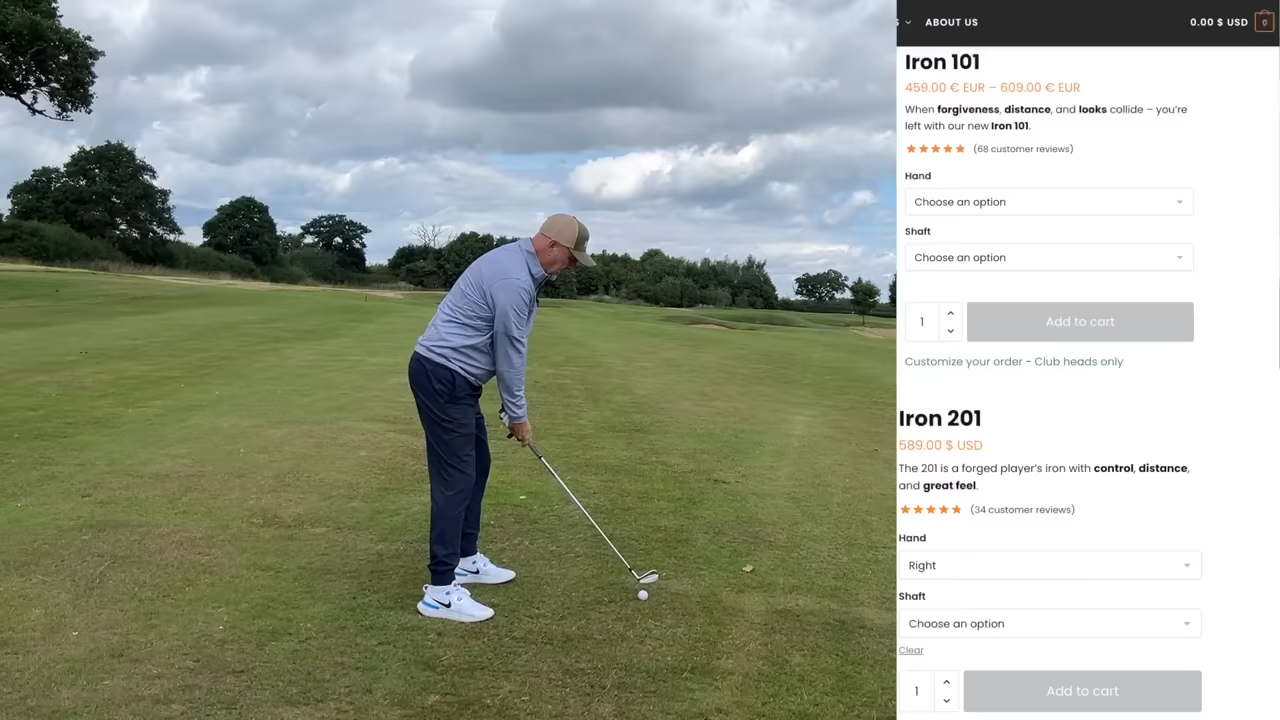 ABOUT US
0.00 $ USD
0
Iron 101
459.00 € EUR – 609.00 € EUR
When forgiveness, distance, and looks collide – you're
left with our new Iron 101.
(68 customer reviews)
Hand
Choose an option
Shaft
Choose an option
1
Add to cart
Customize your order - Club heads only
Iron 201
589.00 $ USD
The 201 is a forged player's iron with control, distance,
and great feel.
(34 customer reviews)
Hand
Right
Shaft
Choose an option
Clear
1
Add to cart